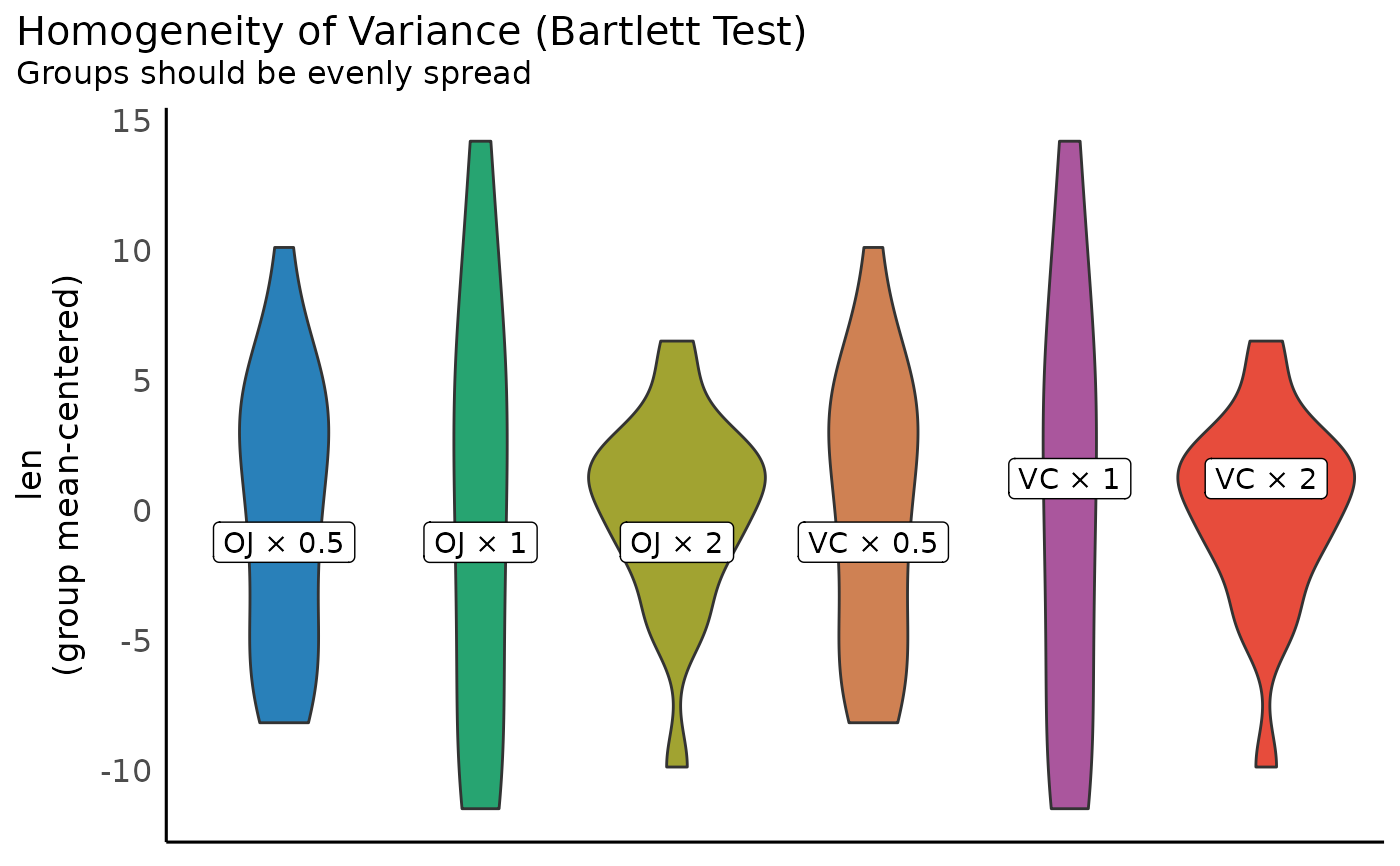 Homogeneity of Variance (Bartlett Test)
Groups should be evenly spread
15
10
5
0
-5
-10
len
(group mean-centered)
OJ × 0.5
OJ × 1
OJ × 2
VC × 0.5
VC × 1
VC × 2